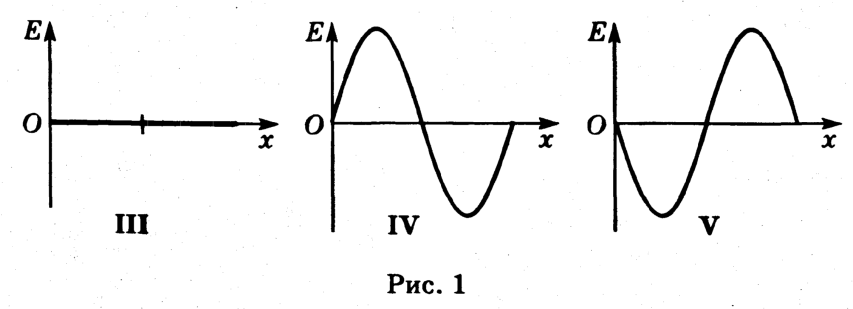 E E E
O O O
x x x
III IV V
Рис. 1